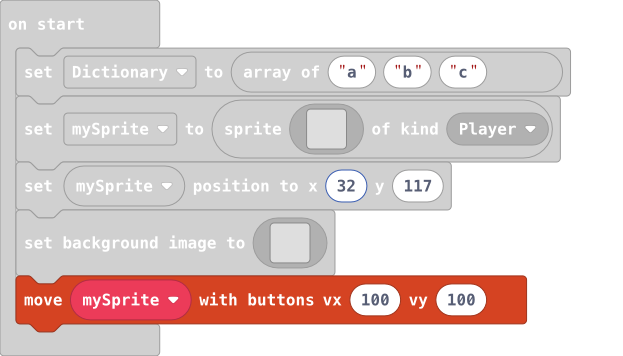 on start
set Dictionary to array of "a" "b" "c"
set mySprite to sprite of kind Player
set mySprite position to x 32 y 117
set background image to
move mySprite with buttons vx 100 vy 100